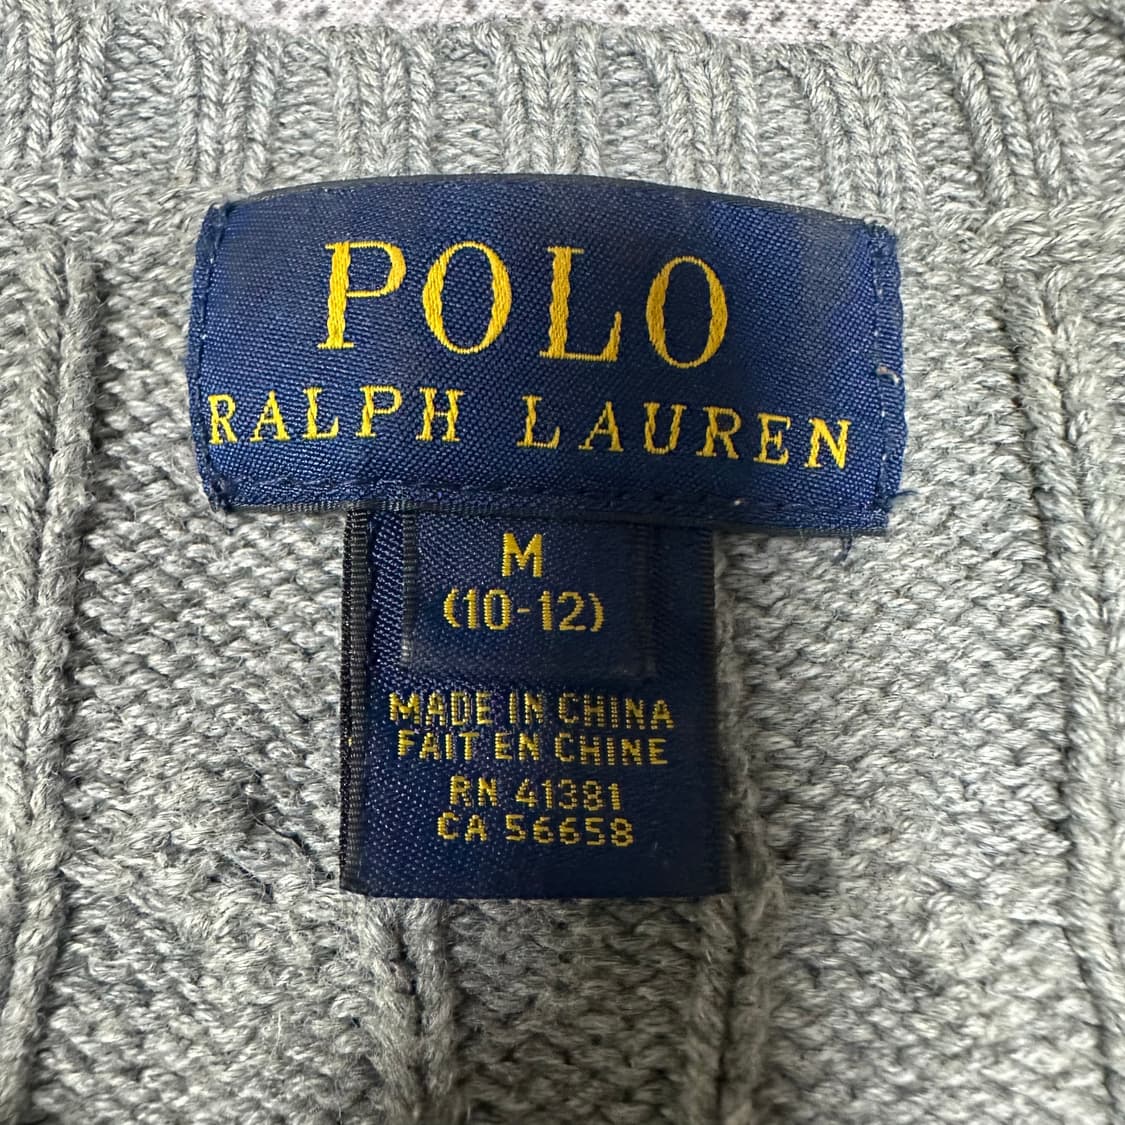 POLO
RALPH LAUREN
M
(10-12)
MADE IN CHINA
FAIT EN CHINE
RN 41381
CA 56658